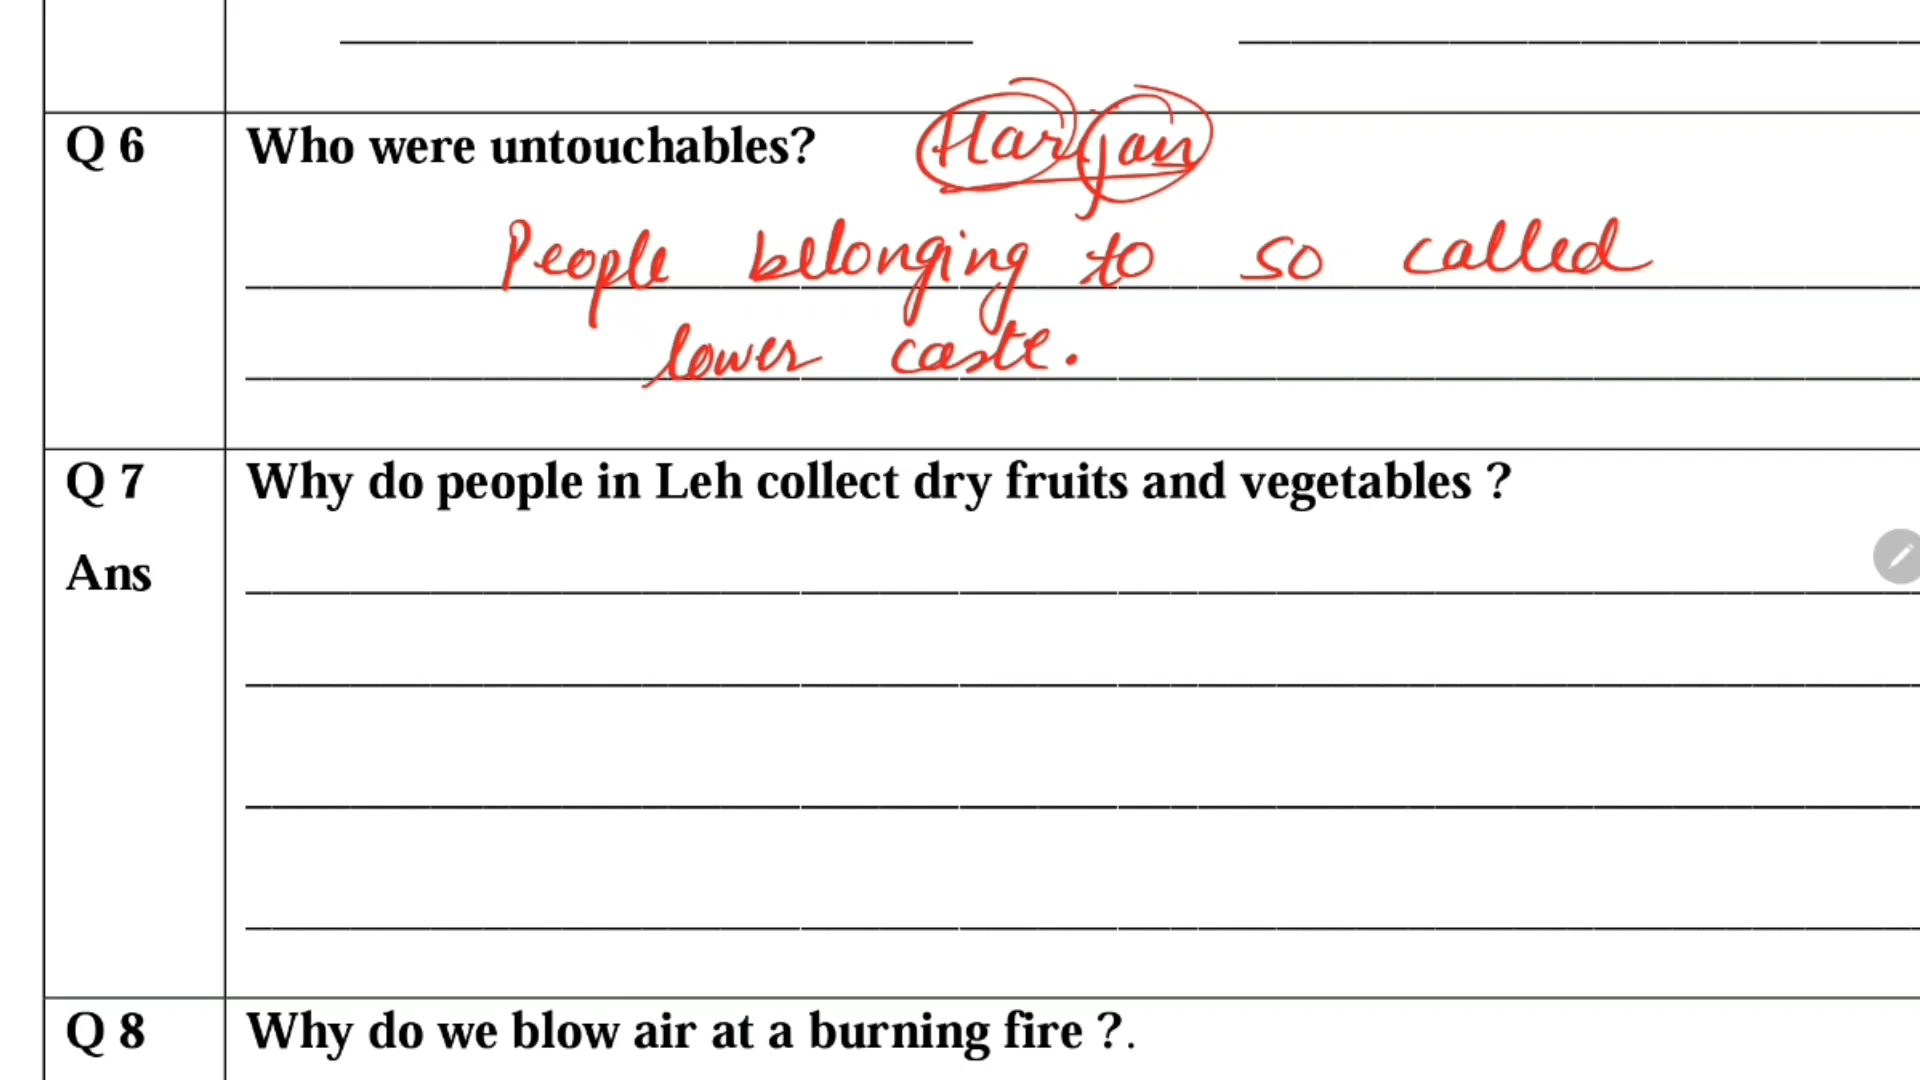 Q 6 Who were untouchables? Harijan
People belonging to so called
lower caste.
Q 7 Why do people in Leh collect dry fruits and vegetables ?
Ans
Q 8 Why do we blow air at a burning fire ?.